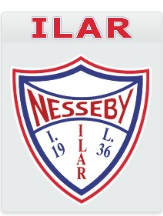 ILAR
NESSEBY
I. L.
19 36
ILAR